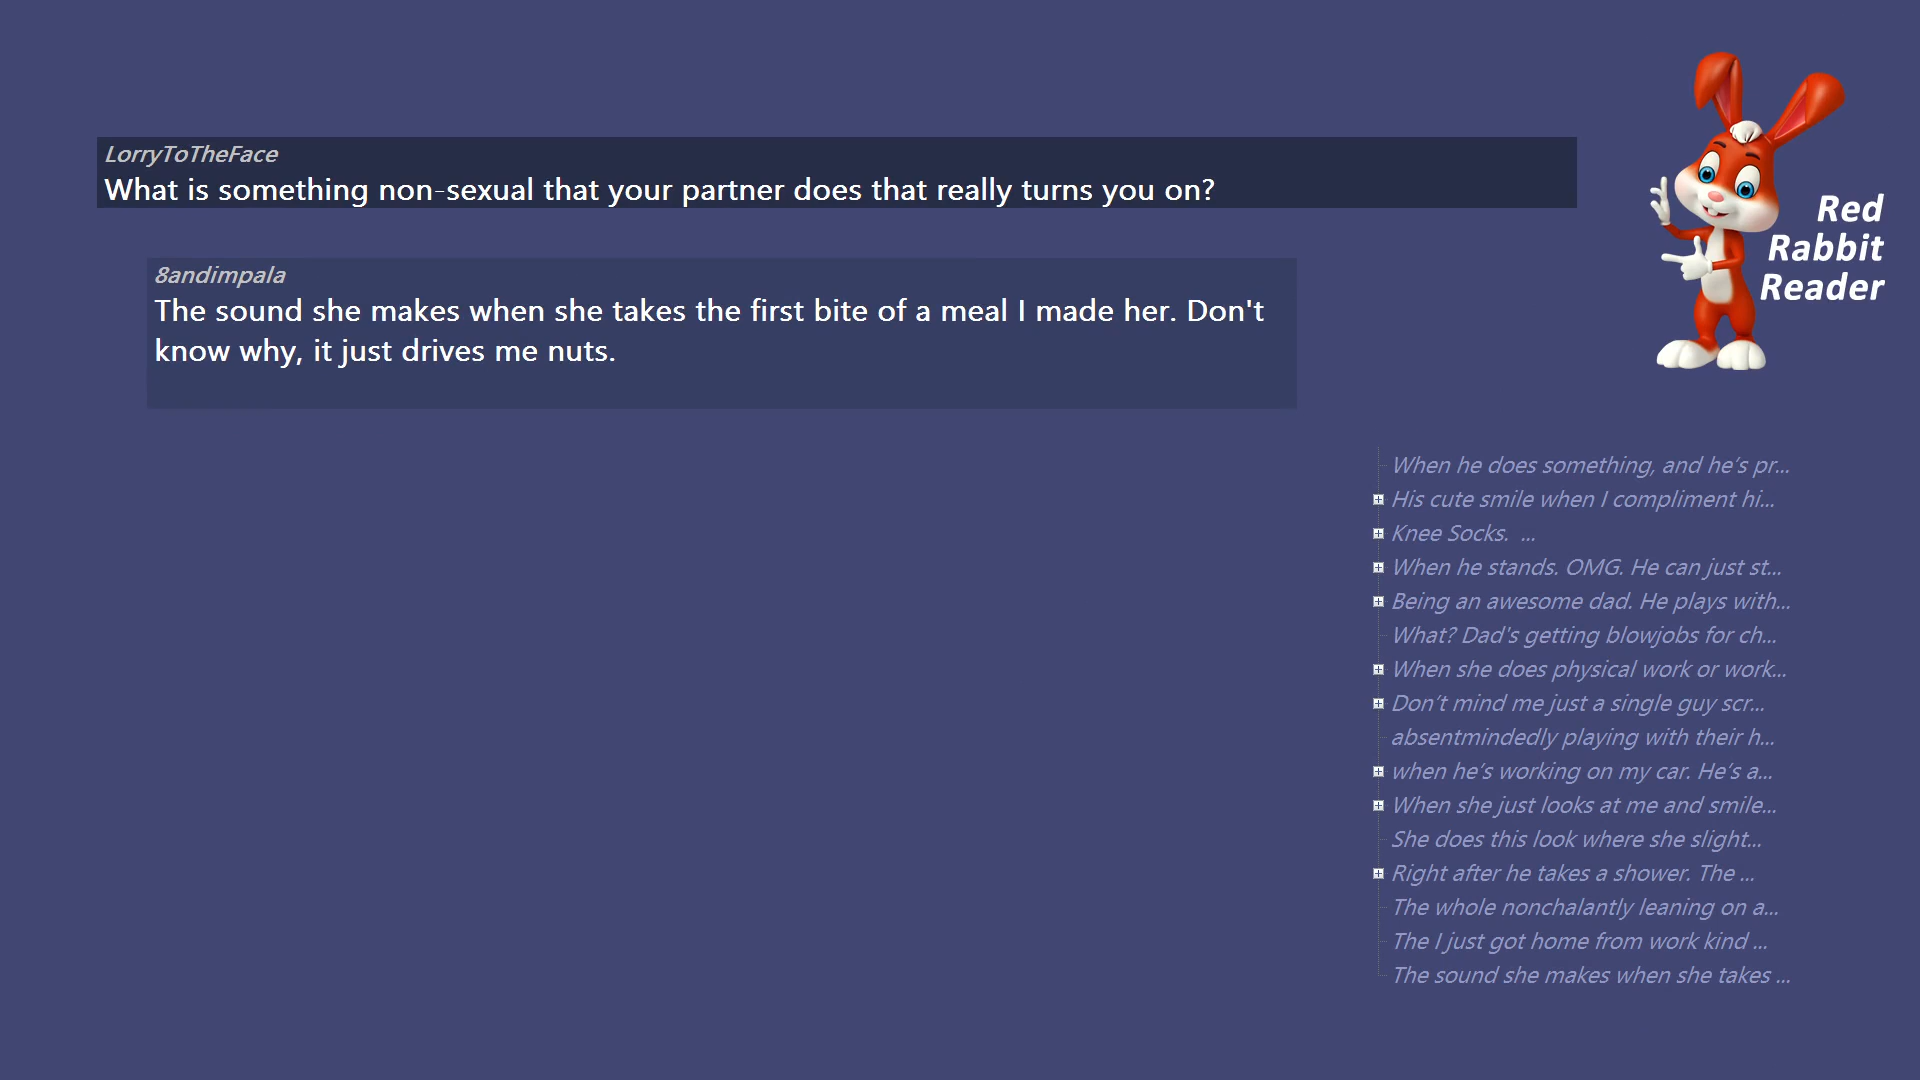 LorryToTheFace
What is something non-sexual that your partner does that really turns you on?
8andimpala
The sound she makes when she takes the first bite of a meal I made her. Don't
know why, it just drives me nuts.
Red
Rabbit
Reader
When he does something, and he’s pr...
His cute smile when I compliment hi...
Knee Socks.  ...
When he stands. OMG. He can just st...
Being an awesome dad. He plays with...
What? Dad's getting blowjobs for ch...
When she does physical work or work...
Don’t mind me just a single guy scr...
absentmindedly playing with their h...
when he’s working on my car. He’s a...
When she just looks at me and smile...
She does this look where she slight...
Right after he takes a shower. The ...
The whole nonchalantly leaning on a...
The I just got home from work kind ...
The sound she makes when she takes ...